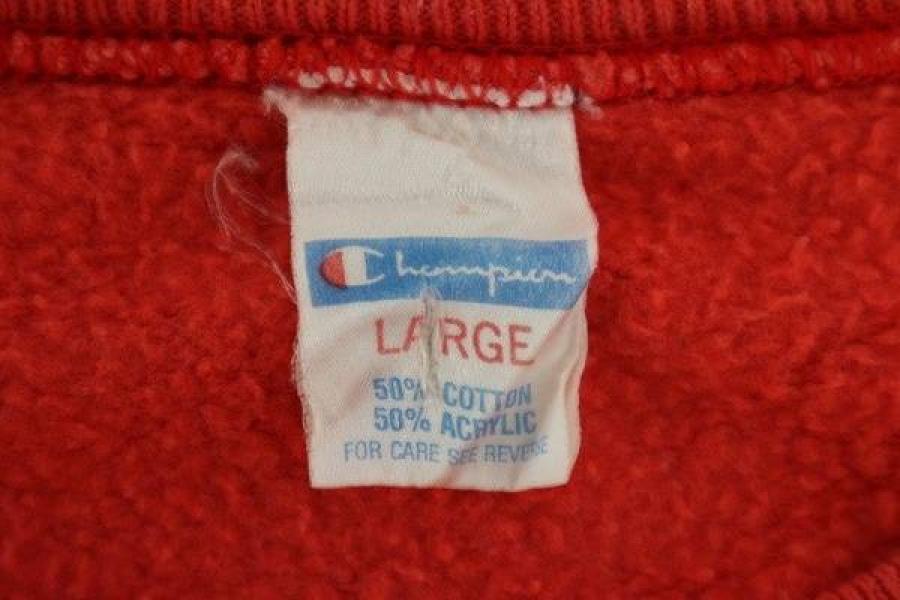 Champion
LARGE
50% COTTON
50% ACRYLIC
FOR CARE SEE REVERSE